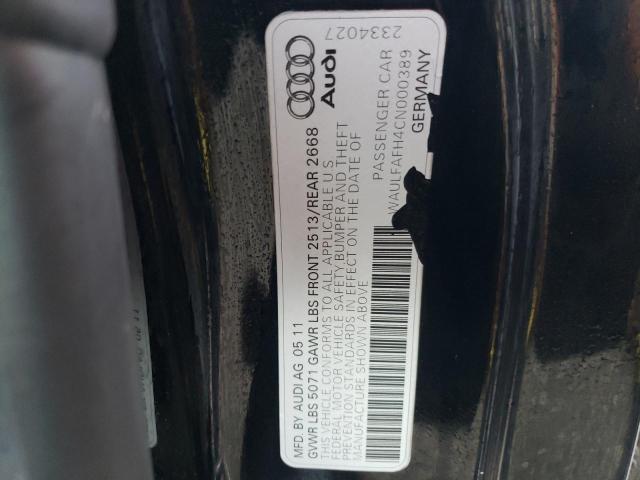 2334027
Audi
MFD. BY AUDI AG 05 11
GVWR LBS 5071 GAWR LBS FRONT 2513/REAR 2668
THIS VEHICLE CONFORMS TO ALL APPLICABLE U S
FEDERAL MOTOR VEHICLE SAFETY, BUMPER AND THEFT
PREVENTION STANDARDS IN EFFECT ON THE DATE OF
MANUFACTURE SHOWN ABOVE
PASSENGER CAR
WAULFAFH4CN000389
GERMANY